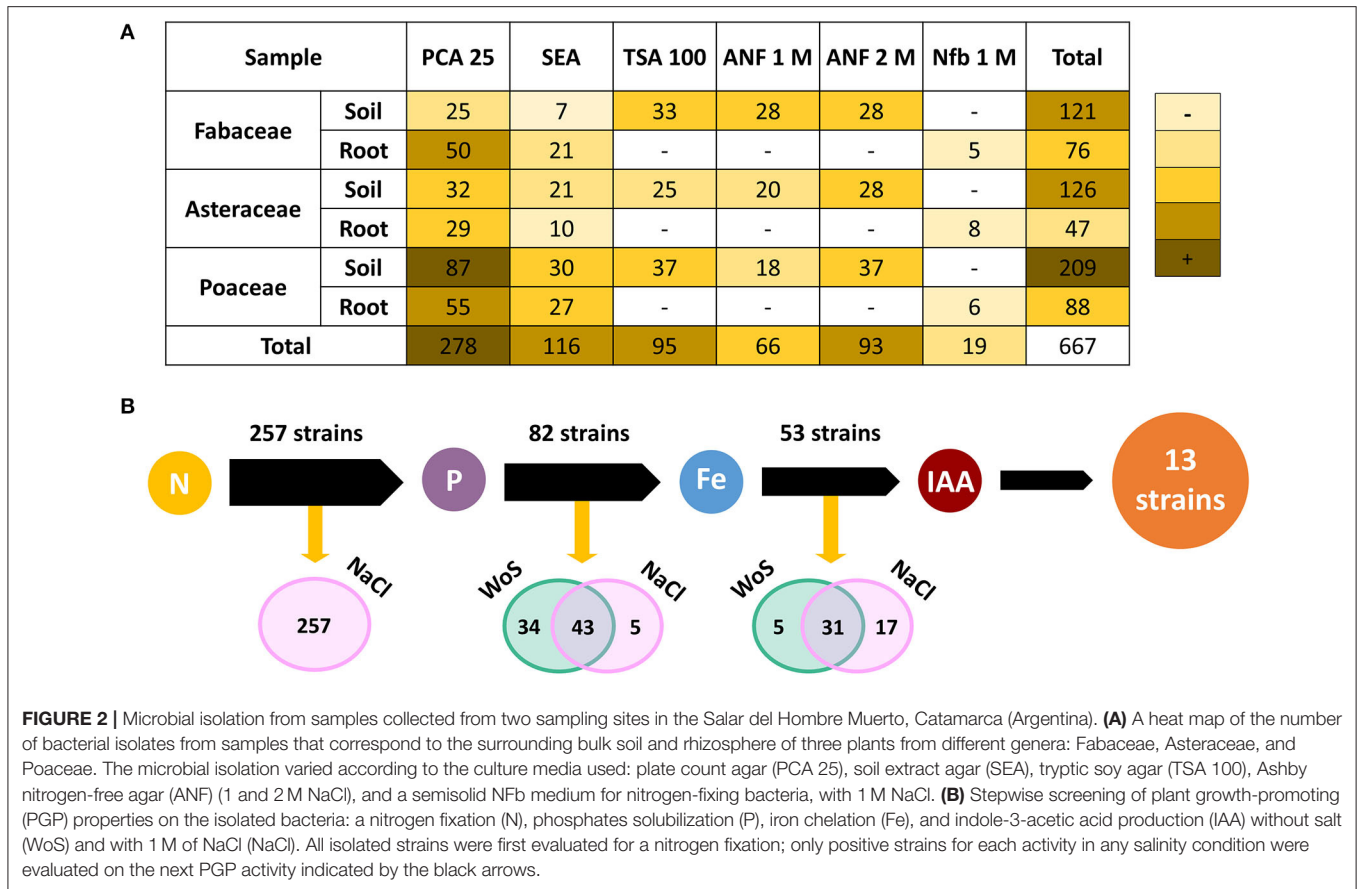 A
Sample PCA 25 SEA TSA 100 ANF 1 M ANF 2 M Nfb 1 M Total
Fabaceae Soil 25 7 33 28 28 - 121
Root 50 21 - - - 5 76
Asteraceae Soil 32 21 25 20 28 - 126
Root 29 10 - - - 8 47
Poaceae Soil 87 30 37 18 37 - 209
Root 55 27 - - - 6 88
Total 278 116 95 66 93 19 667
-
+
B
257 strains 82 strains 53 strains
N P Fe IAA 13 strains
NaCl WoS NaCl WoS NaCl
257 34 43 5 5 31 17
FIGURE 2 | Microbial isolation from samples collected from two sampling sites in the Salar del Hombre Muerto, Catamarca (Argentina). (A) A heat map of the number
of bacterial isolates from samples that correspond to the surrounding bulk soil and rhizosphere of three plants from different genera: Fabaceae, Asteraceae, and
Poaceae. The microbial isolation varied according to the culture media used: plate count agar (PCA 25), soil extract agar (SEA), tryptic soy agar (TSA 100), Ashby
nitrogen-free agar (ANF) (1 and 2 M NaCl), and a semisolid NFb medium for nitrogen-fixing bacteria, with 1 M NaCl. (B) Stepwise screening of plant growth-promoting
(PGP) properties on the isolated bacteria: a nitrogen fixation (N), phosphates solubilization (P), iron chelation (Fe), and indole-3-acetic acid production (IAA) without salt
(WoS) and with 1 M of NaCl (NaCl). All isolated strains were first evaluated for a nitrogen fixation; only positive strains for each activity in any salinity condition were
evaluated on the next PGP activity indicated by the black arrows.